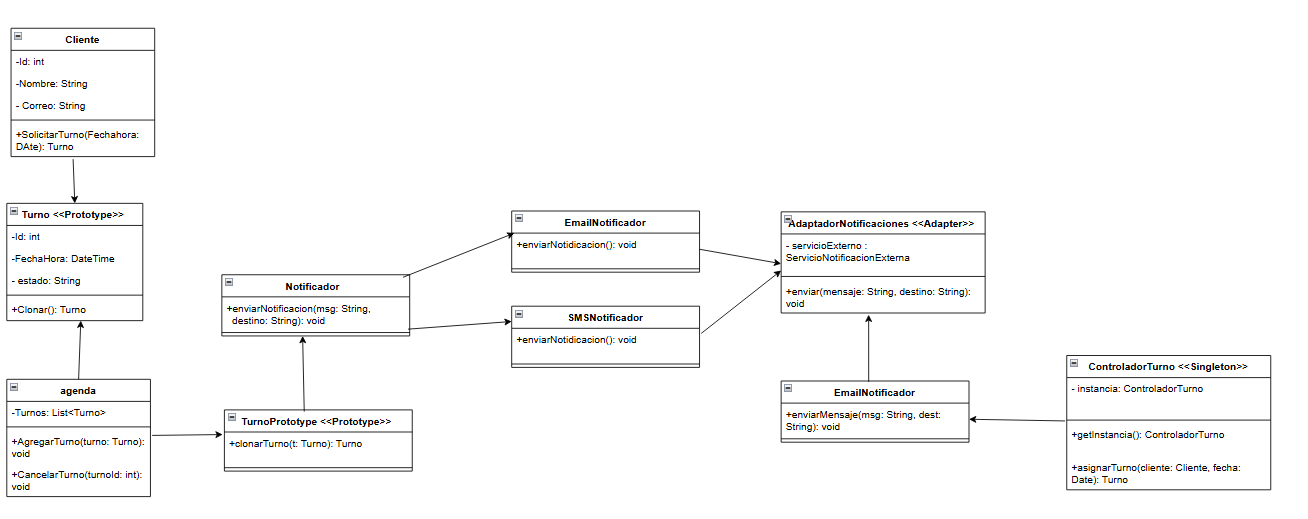 Cliente
-Id: int
-Nombre: String
- Correo: String
+SolicitarTurno(Fechahora:
DAte): Turno
Turno <<Prototype>>
-Id: int
-FechaHora: DateTime
- estado: String
+Clonar(): Turno
agenda
-Turnos: List<Turno>
+AgregarTurno(turno: Turno):
void
+CancelarTurno(turnoId: int):
void
Notificador
+enviarNotificacion(msg: String,
destino: String): void
TurnoPrototype <<Prototype>>
+clonarTurno(t: Turno): Turno
EmailNotificador
+enviarNotidicacion(): void
SMSNotificador
+enviarNotidicacion(): void
AdaptadorNotificaciones <<Adapter>>
- servicioExterno :
ServicioNotificacionExterna
+enviar(mensaje: String, destino: String):
void
EmailNotificador
+enviarMensaje(msg: String, dest:
String): void
ControladorTurno <<Singleton>>
- instancia: ControladorTurno
+getInstancia(): ControladorTurno
+asignarTurno(cliente: Cliente, fecha:
Date): Turno